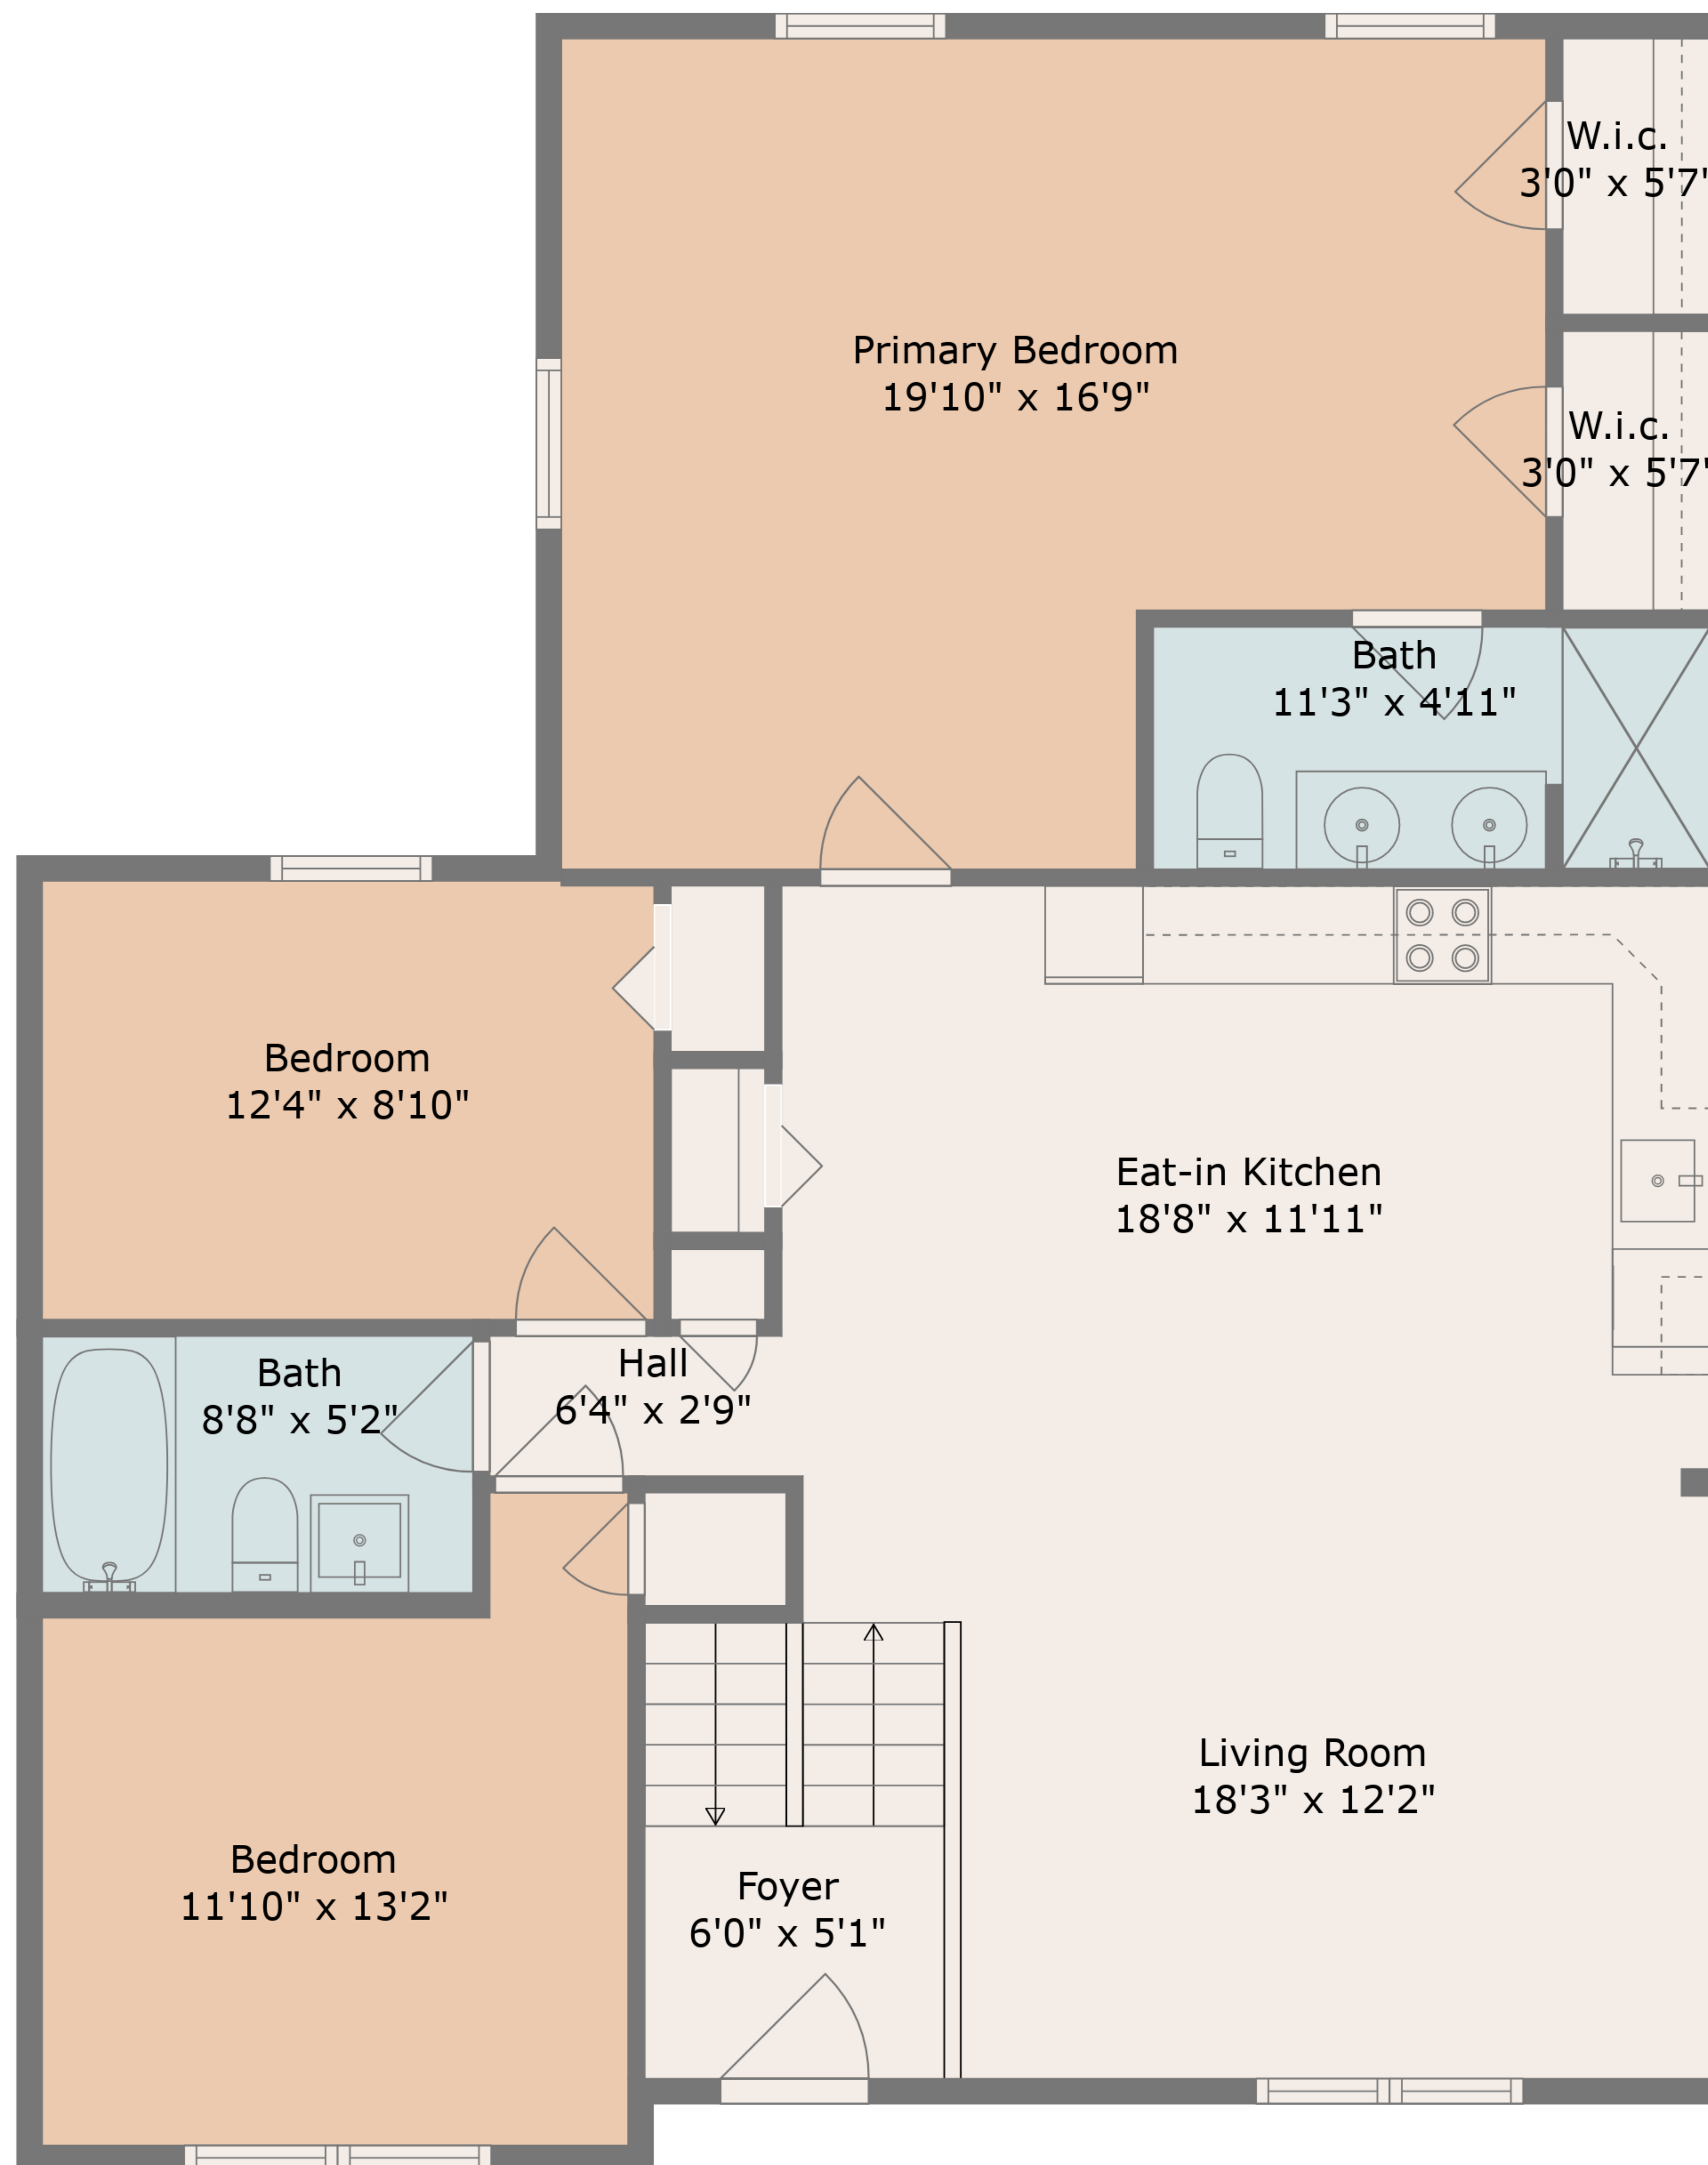 W.i.c.
3'0" x 5'7"
Primary Bedroom
19'10" x 16'9"
W.i.c.
3'0" x 5'7"
Bath
11'3" x 4'11"
Bedroom
12'4" x 8'10"
Eat-in Kitchen
18'8" x 11'11"
Hall
6'4" x 2'9"
Bath
8'8" x 5'2"
Living Room
18'3" x 12'2"
Bedroom
11'10" x 13'2"
Foyer
6'0" x 5'1"